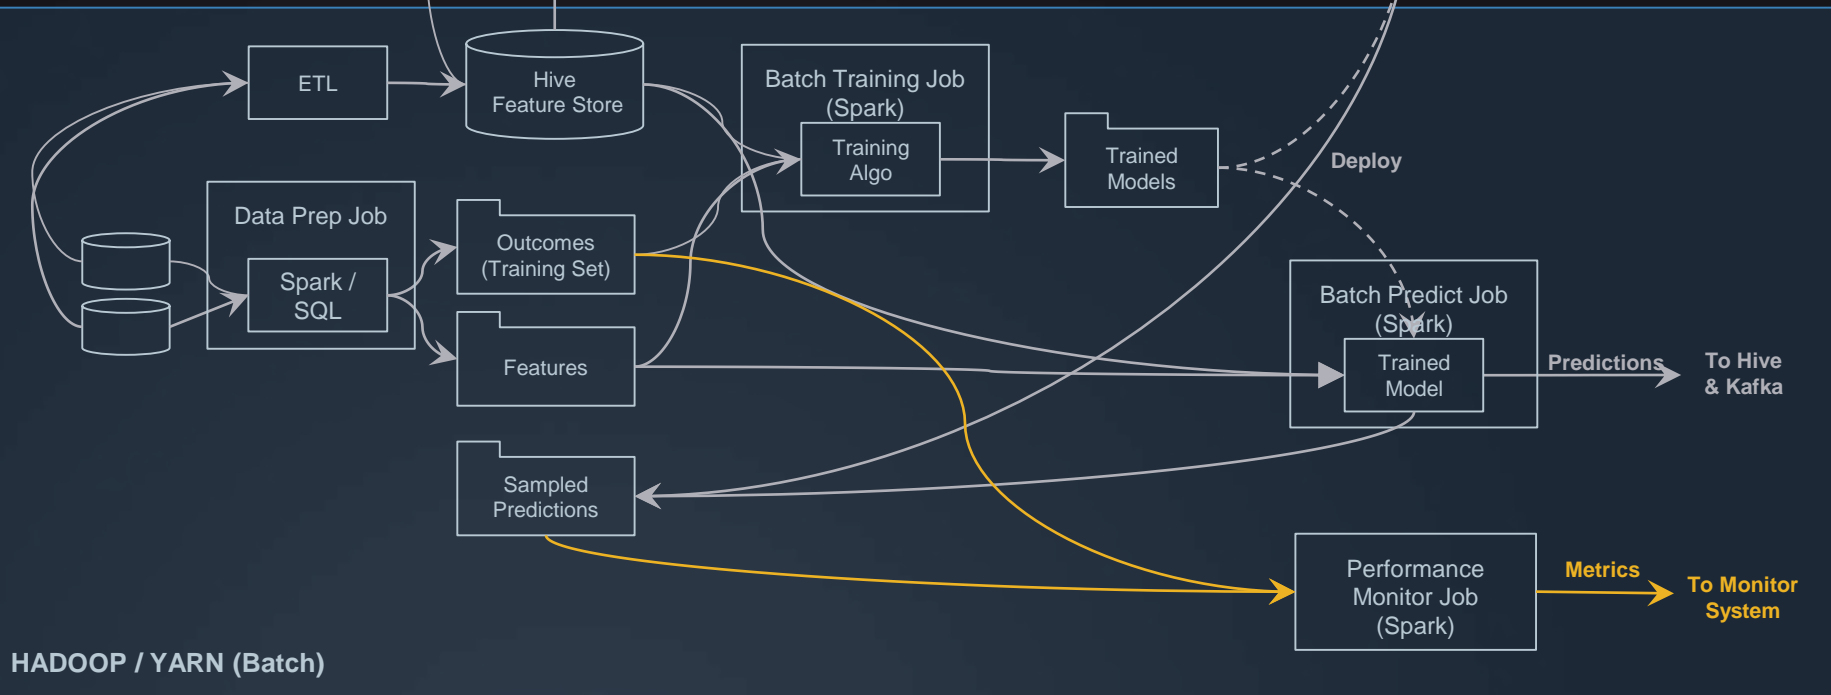 ETL
Hive
Feature Store
Batch Training Job
(Spark)
Training
Algo
Trained
Models
Deploy
Data Prep Job
Spark /
SQL
Outcomes
(Training Set)
Features
Batch Predict Job
(Spark)
Trained
Model
Predictions
To Hive
& Kafka
Sampled
Predictions
Performance
Monitor Job
(Spark)
Metrics
To Monitor
System
HADOOP / YARN (Batch)